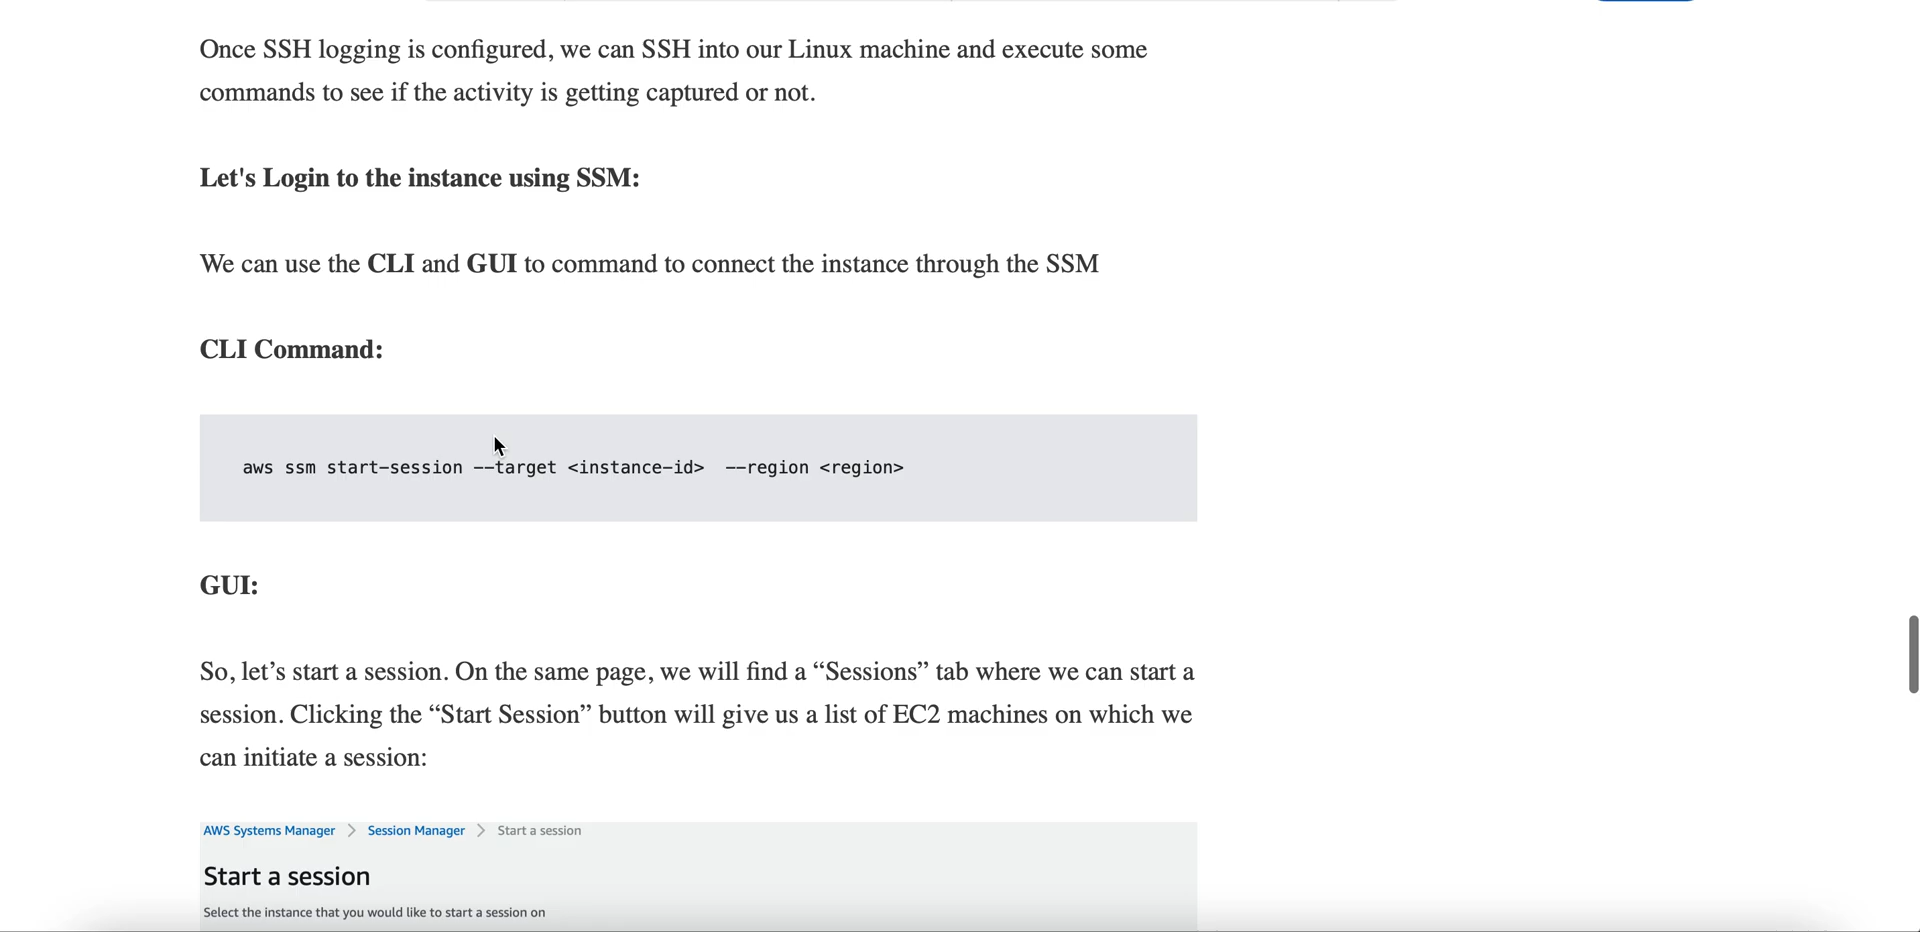 Once SSH logging is configured, we can SSH into our Linux machine and execute some
commands to see if the activity is getting captured or not.
Let's Login to the instance using SSM:
We can use the CLI and GUI to command to connect the instance through the SSM
CLI Command:
aws ssm start-session --target <instance-id>  --region <region>
GUI:
So, let’s start a session. On the same page, we will find a “Sessions” tab where we can start a
session. Clicking the “Start Session” button will give us a list of EC2 machines on which we
can initiate a session:
AWS Systems Manager > Session Manager > Start a session
Start a session
Select the instance that you would like to start a session on